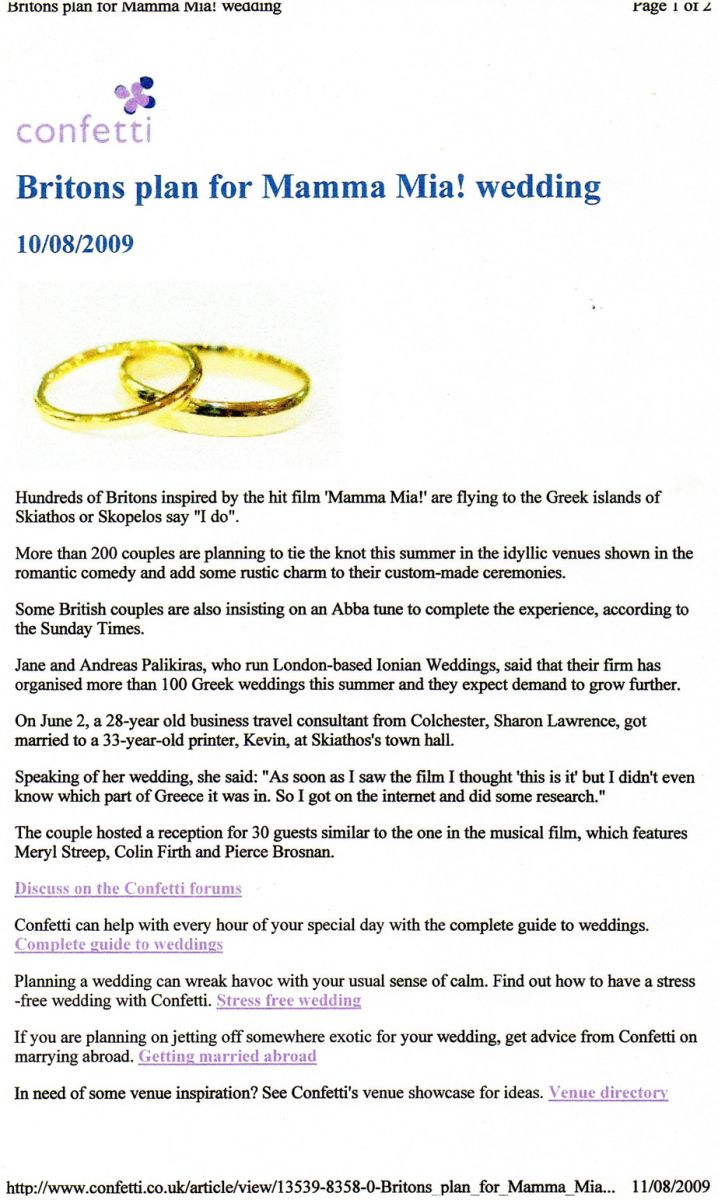 Britons plan for Mamma Mia! wedding
Page 1 of 2
confetti
Britons plan for Mamma Mia! wedding
10/08/2009
Hundreds of Britons inspired by the hit film 'Mamma Mia!' are flying to the Greek islands of
Skiathos or Skopelos say "I do".
More than 200 couples are planning to tie the knot this summer in the idyllic venues shown in the
romantic comedy and add some rustic charm to their custom-made ceremonies.
Some British couples are also insisting on an Abba tune to complete the experience, according to
the Sunday Times.
Jane and Andreas Palikiras, who run London-based Ionian Weddings, said that their firm has
organised more than 100 Greek weddings this summer and they expect demand to grow further.
On June 2, a 28-year old business travel consultant from Colchester, Sharon Lawrence, got
married to a 33-year-old printer, Kevin, at Skiathos's town hall.
Speaking of her wedding, she said: "As soon as I saw the film I thought 'this is it' but I didn't even
know which part of Greece it was in. So I got on the internet and did some research."
The couple hosted a reception for 30 guests similar to the one in the musical film, which features
Meryl Streep, Colin Firth and Pierce Brosnan.
Discuss on the Confetti forums
Confetti can help with every hour of your special day with the complete guide to weddings.
Complete guide to weddings
Planning a wedding can wreak havoc with your usual sense of calm. Find out how to have a stress
-free wedding with Confetti. Stress free wedding
If you are planning on jetting off somewhere exotic for your wedding, get advice from Confetti on
marrying abroad. Getting married abroad
In need of some venue inspiration? See Confetti's venue showcase for ideas. Venue directory
http://www.confetti.co.uk/article/view/13539-8358-0-Britons_plan_for_Mamma_Mia... 11/08/2009